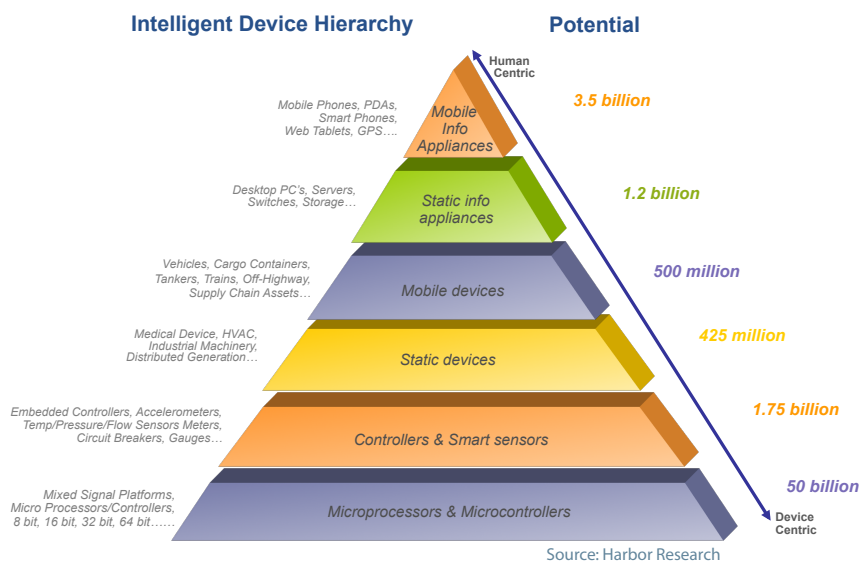 Intelligent Device Hierarchy
Potential
Human
Centric
Mobile Phones, PDAs,
Smart Phones,
Web Tablets, GPS….
Mobile
Info
Appliances
3.5 billion
Desktop PC's, Servers,
Switches, Storage…
Static info
appliances
1.2 billion
Vehicles, Cargo Containers,
Tankers, Trains, Off-Highway,
Supply Chain Assets…
Mobile devices
500 million
Medical Device, HVAC,
Industrial Machinery,
Distributed Generation…
Static devices
425 million
Embedded Controllers, Accelerometers,
Temp/Pressure/Flow Sensors Meters,
Circuit Breakers, Gauges…
Controllers & Smart sensors
1.75 billion
Mixed Signal Platforms,
Micro Processors/Controllers,
8 bit, 16 bit, 32 bit, 64 bit……
Microprocessors & Microcontrollers
50 billion
Device
Centric
Source: Harbor Research